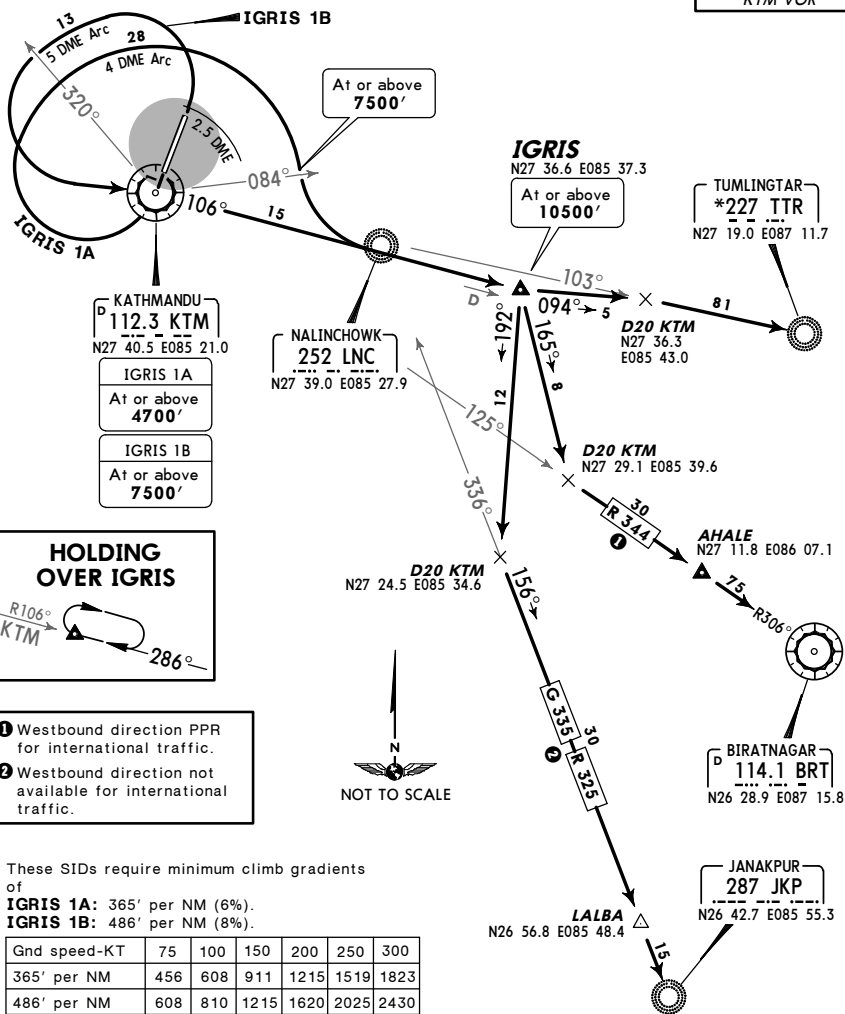 KTM VOR
13
IGRIS 1B
5 DME Arc
28
4 DME Arc
320°
2.5 DME
At or above
7500'
084°
IGRIS
N27 36.6 E085 37.3
At or above
10500'
TUMLINGTAR
*227 TTR
N27 19.0 E087 11.7
106°
15
IGRIS 1A
103°
D
094°
5
81
D20 KTM
N27 36.3
E085 43.0
KATHMANDU
D 112.3 KTM
N27 40.5 E085 21.0
NALINCHOWK
252 LNC
N27 39.0 E085 27.9
192°
165°
IGRIS 1A
At or above
4700'
IGRIS 1B
At or above
7500'
12
8
125°
336°
D20 KTM
N27 29.1 E085 39.6
30
R 344
1
AHALE
N27 11.8 E086 07.1
75
R306°
HOLDING
OVER IGRIS
R106°
KTM
286°
D20 KTM
N27 24.5 E085 34.6
156°
G 335
30
2
R 325
1 Westbound direction PPR
for international traffic.
2 Westbound direction not
available for international
traffic.
N
NOT TO SCALE
BIRATNAGAR
D 114.1 BRT
N26 28.9 E087 15.8
These SIDs require minimum climb gradients
of
IGRIS 1A: 365' per NM (6%).
IGRIS 1B: 486' per NM (8%).
Gnd speed-KT 75 100 150 200 250 300
365' per NM 456 608 911 1215 1519 1823
486' per NM 608 810 1215 1620 2025 2430
LALBA
N26 56.8 E085 48.4
15
JANAKPUR
287 JKP
N26 42.7 E085 55.3